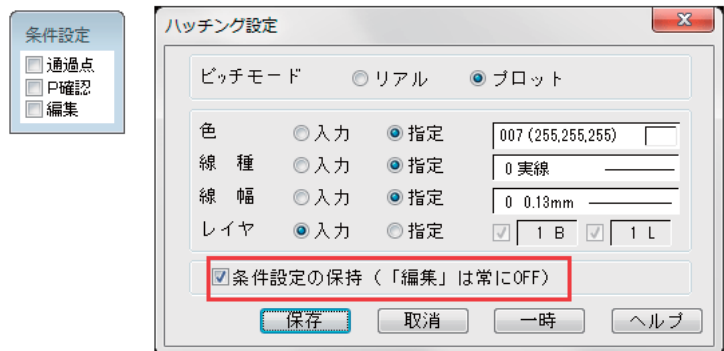 条件設定
通過点
P確認
編集
ハッチング設定
ピッチモード リアル プロット
色 入力 指定 007 (255,255,255)
線 種 入力 指定 0 実線
線 幅 入力 指定 0 0.13mm
レイヤ 入力 指定 1 B 1 L
条件設定の保持（「編集」は常にOFF）
保存 取消 一時 ヘルプ